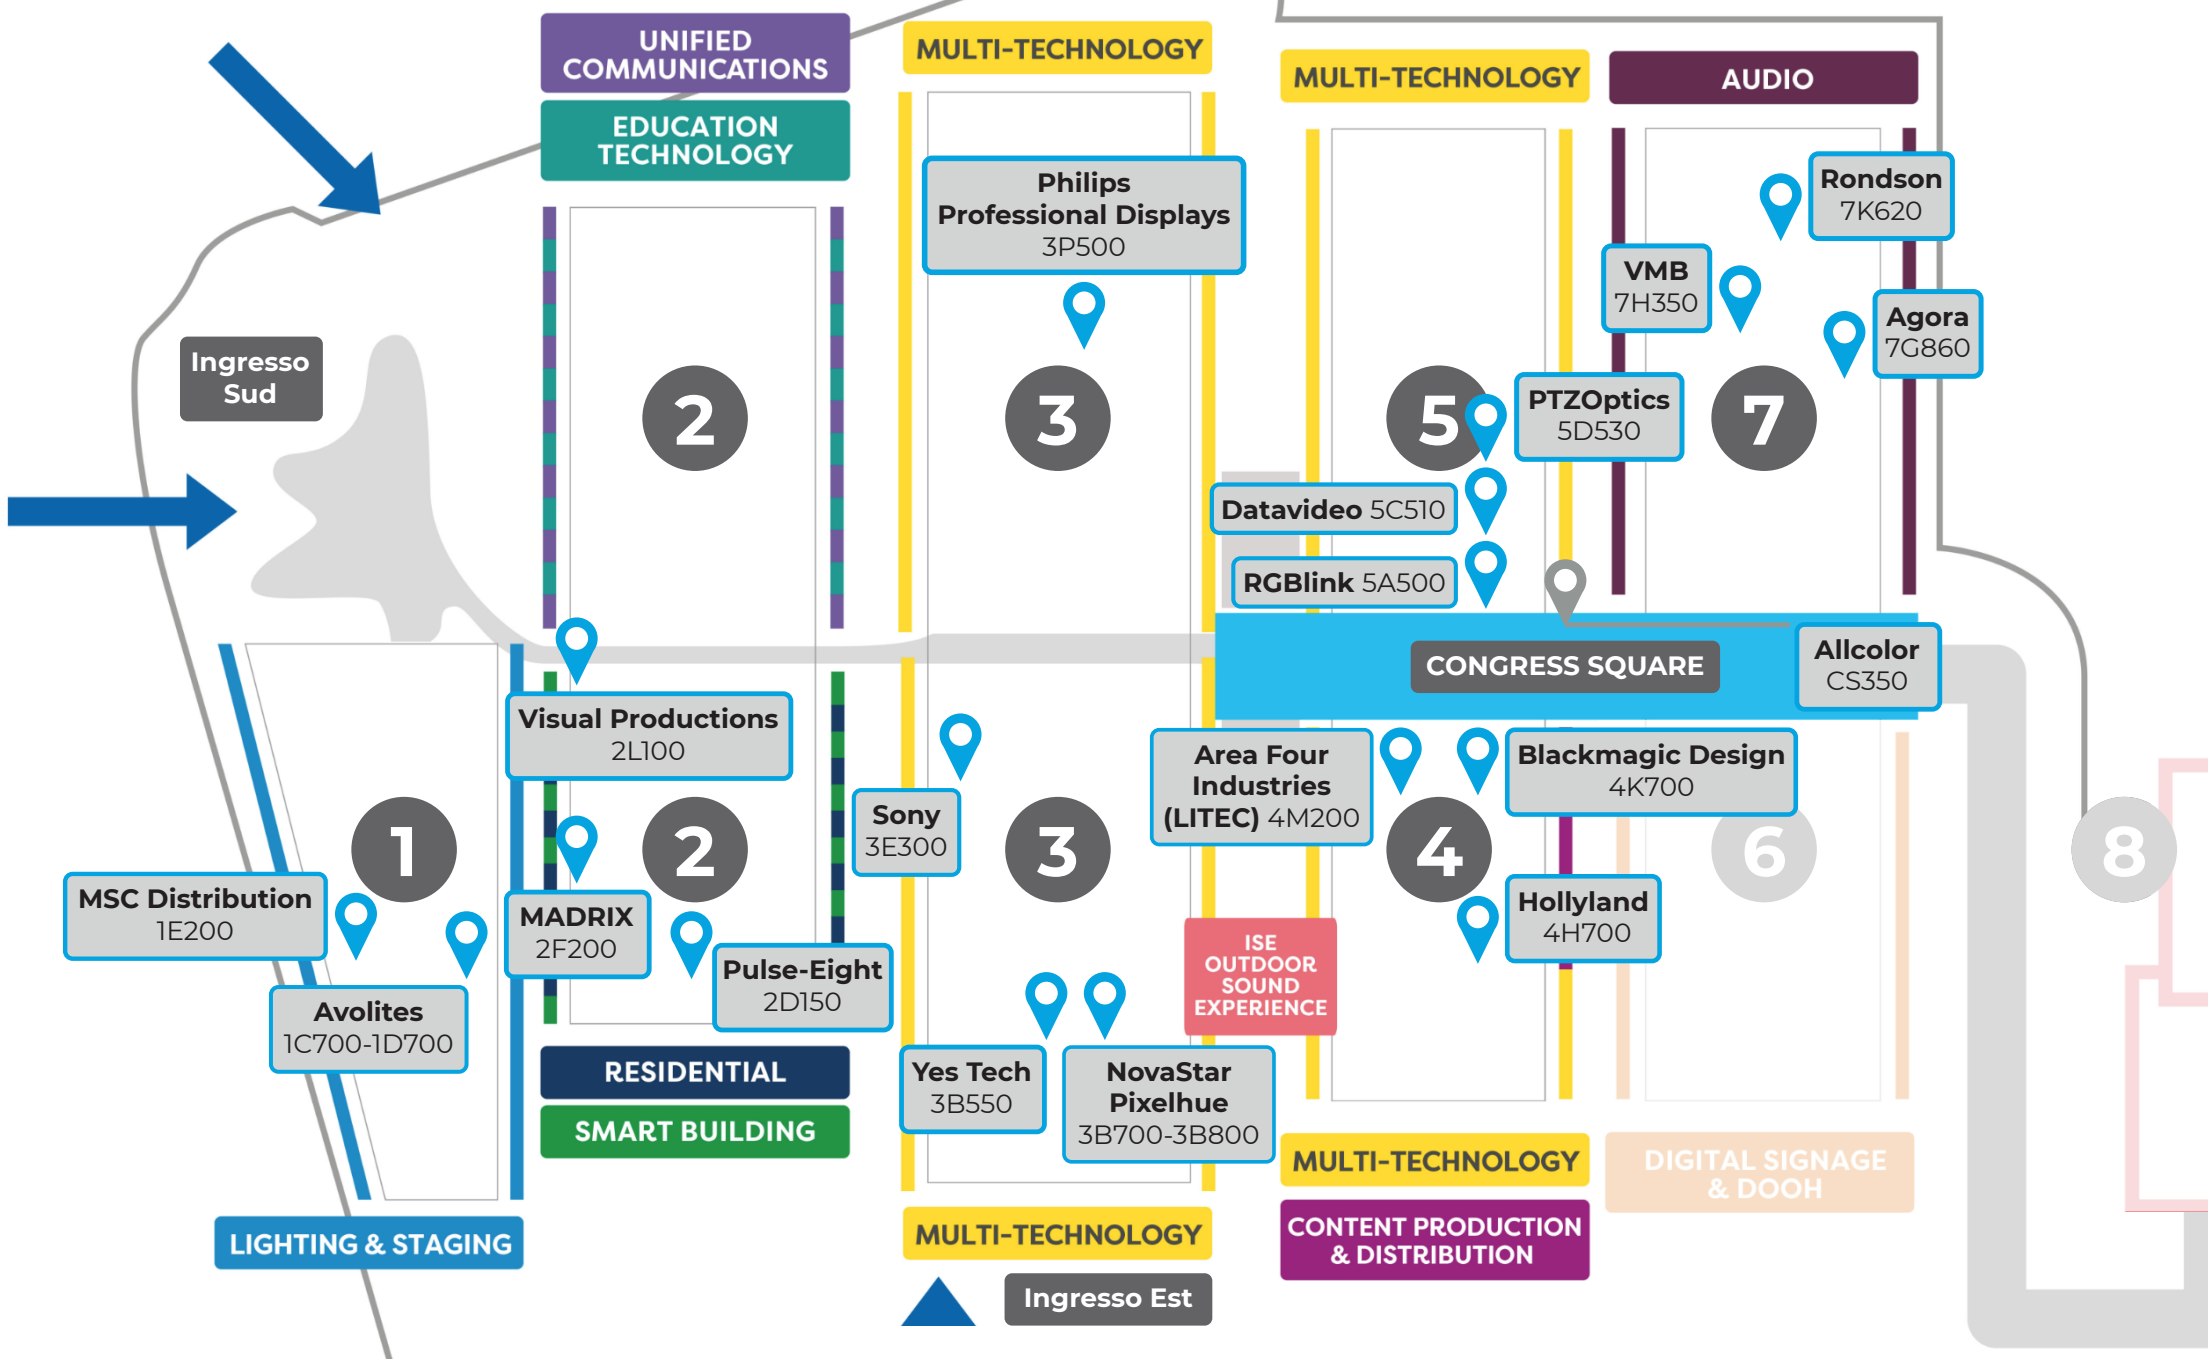 UNIFIED
COMMUNICATIONS
EDUCATION
TECHNOLOGY
MULTI-TECHNOLOGY
MULTI-TECHNOLOGY
AUDIO
Philips
Professional Displays
3P500
Rondson
7K620
VMB
7H350
Agora
7G860
Ingresso
Sud
2
3
5
7
PTZOptics
5D530
Datavideo 5C510
RGBlink 5A500
CONGRESS SQUARE
Allcolor
CS350
Visual Productions
2L100
Sony
3E300
Area Four
Industries
(LITEC) 4M200
Blackmagic Design
4K700
1
2
3
4
6
8
MSC Distribution
1E200
Avolites
1C700-1D700
MADRIX
2F200
Pulse-Eight
2D150
Hollyland
4H700
ISE
OUTDOOR
SOUND
EXPERIENCE
Yes Tech
3B550
NovaStar
Pixelhue
3B700-3B800
RESIDENTIAL
SMART BUILDING
MULTI-TECHNOLOGY
DIGITAL SIGNAGE
& DOOH
LIGHTING & STAGING
MULTI-TECHNOLOGY
CONTENT PRODUCTION
& DISTRIBUTION
Ingresso Est